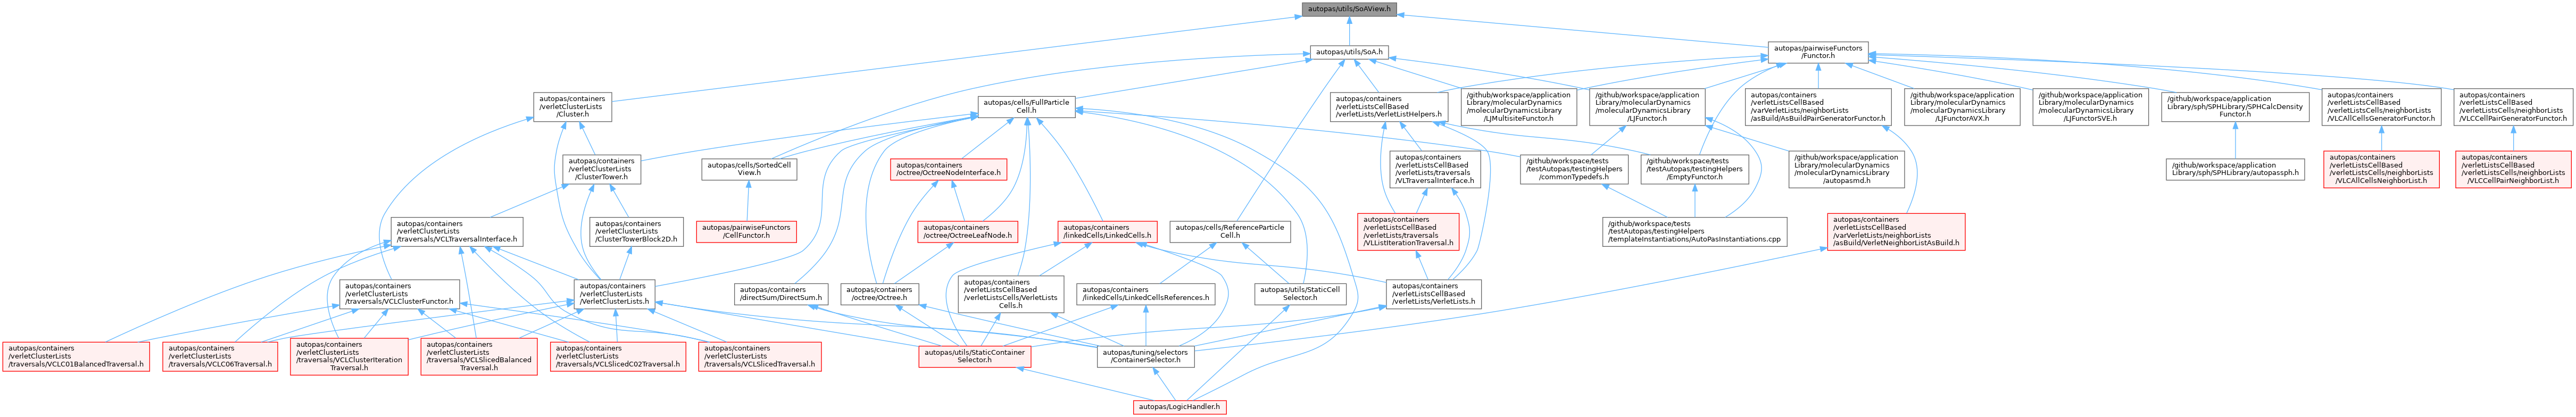 autopas/utils/SoAView.h
autopas/utils/SoA.h
autopas/pairwiseFunctors
/Functor.h
autopas/containers
/verletClusterLists
/Cluster.h
autopas/cells/FullParticle
Cell.h
autopas/containers
/verletListsCellBased
/verletLists/VerletListHelpers.h
/github/workspace/application
Library/molecularDynamics
/molecularDynamicsLibrary
/LJMultisiteFunctor.h
/github/workspace/application
Library/molecularDynamics
/molecularDynamicsLibrary
/LJFunctor.h
autopas/containers
/verletListsCellBased
/varVerletLists/neighborLists
/asBuild/AsBuildPairGeneratorFunctor.h
/github/workspace/application
Library/molecularDynamics
/molecularDynamicsLibrary
/LJFunctorAVX.h
/github/workspace/application
Library/molecularDynamics
/molecularDynamicsLibrary
/LJFunctorSVE.h
/github/workspace/application
Library/sph/SPHLibrary/SPHCalcDensity
Functor.h
autopas/containers
/verletListsCellBased
/verletListsCells/neighborLists
/VLCAllCellsGeneratorFunctor.h
autopas/containers
/verletListsCellBased
/verletListsCells/neighborLists
/VLCCellPairGeneratorFunctor.h
autopas/containers
/verletClusterLists
/ClusterTower.h
autopas/cells/SortedCell
View.h
autopas/containers
/octree/OctreeNodeInterface.h
autopas/containers
/verletListsCellBased
/verletLists/traversals
/VLTraversalInterface.h
/github/workspace/tests
/testAutopas/testingHelpers
/commonTypedefs.h
/github/workspace/tests
/testAutopas/testingHelpers
/EmptyFunctor.h
/github/workspace/application
Library/molecularDynamics
/molecularDynamicsLibrary
/autopasmd.h
/github/workspace/application
Library/sph/SPHLibrary/autopassph.h
autopas/containers
/verletListsCellBased
/verletListsCells/neighborLists
/VLCAllCellsNeighborList.h
autopas/containers
/verletListsCellBased
/verletListsCells/neighborLists
/VLCCellPairNeighborList.h
autopas/containers
/verletClusterLists
/traversals/VCLTraversalInterface.h
autopas/containers
/verletClusterLists
/ClusterTowerBlock2D.h
autopas/pairwiseFunctors
/CellFunctor.h
autopas/containers
/octree/OctreeLeafNode.h
autopas/containers
/linkedCells/LinkedCells.h
autopas/cells/ReferenceParticle
Cell.h
autopas/containers
/verletListsCellBased
/verletLists/traversals
/VLListIterationTraversal.h
/github/workspace/tests
/testAutopas/testingHelpers
/templateInstantiations/AutoPasInstantiations.cpp
autopas/containers
/verletListsCellBased
/varVerletLists/neighborLists
/asBuild/VerletNeighborListAsBuild.h
autopas/containers
/verletClusterLists
/traversals/VCLClusterFunctor.h
autopas/containers
/verletClusterLists
/VerletClusterLists.h
autopas/containers
/directSum/DirectSum.h
autopas/containers
/octree/Octree.h
autopas/containers
/verletListsCellBased
/verletListsCells/VerletLists
Cells.h
autopas/containers
/linkedCells/LinkedCellsReferences.h
autopas/utils/StaticCell
Selector.h
autopas/containers
/verletListsCellBased
/verletLists/VerletLists.h
autopas/containers
/verletClusterLists
/traversals/VCLC01BalancedTraversal.h
autopas/containers
/verletClusterLists
/traversals/VCLC06Traversal.h
autopas/containers
/verletClusterLists
/traversals/VCLClusterIteration
Traversal.h
autopas/containers
/verletClusterLists
/traversals/VCLSlicedBalanced
Traversal.h
autopas/containers
/verletClusterLists
/traversals/VCLSlicedC02Traversal.h
autopas/containers
/verletClusterLists
/traversals/VCLSlicedTraversal.h
autopas/utils/StaticContainer
Selector.h
autopas/tuning/selectors
/ContainerSelector.h
autopas/LogicHandler.h